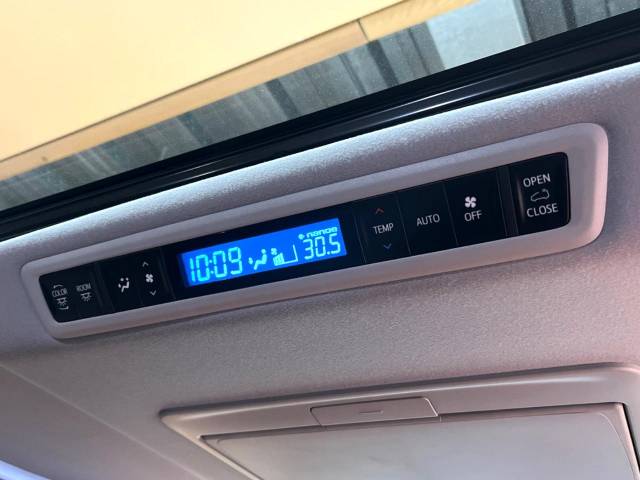 COLOR
ROOM
10:09
nanoe
30.5
TEMP
AUTO
OFF
OPEN
CLOSE